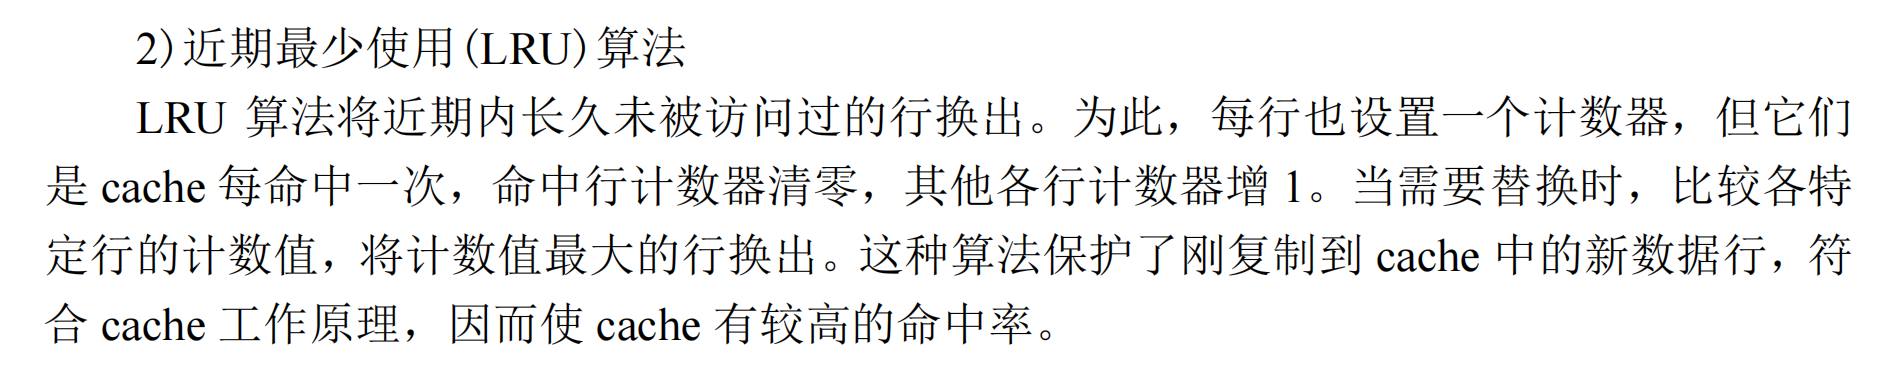 2)近期最少使用(LRU)算法
LRU 算法将近期内长久未被访问过的行换出。为此，每行也设置一个计数器，但它们
是 cache 每命中一次，命中行计数器清零，其他各行计数器增 1。当需要替换时，比较各特
定行的计数值，将计数值最大的行换出。这种算法保护了刚复制到 cache 中的新数据行，符
合 cache 工作原理，因而使 cache 有较高的命中率。